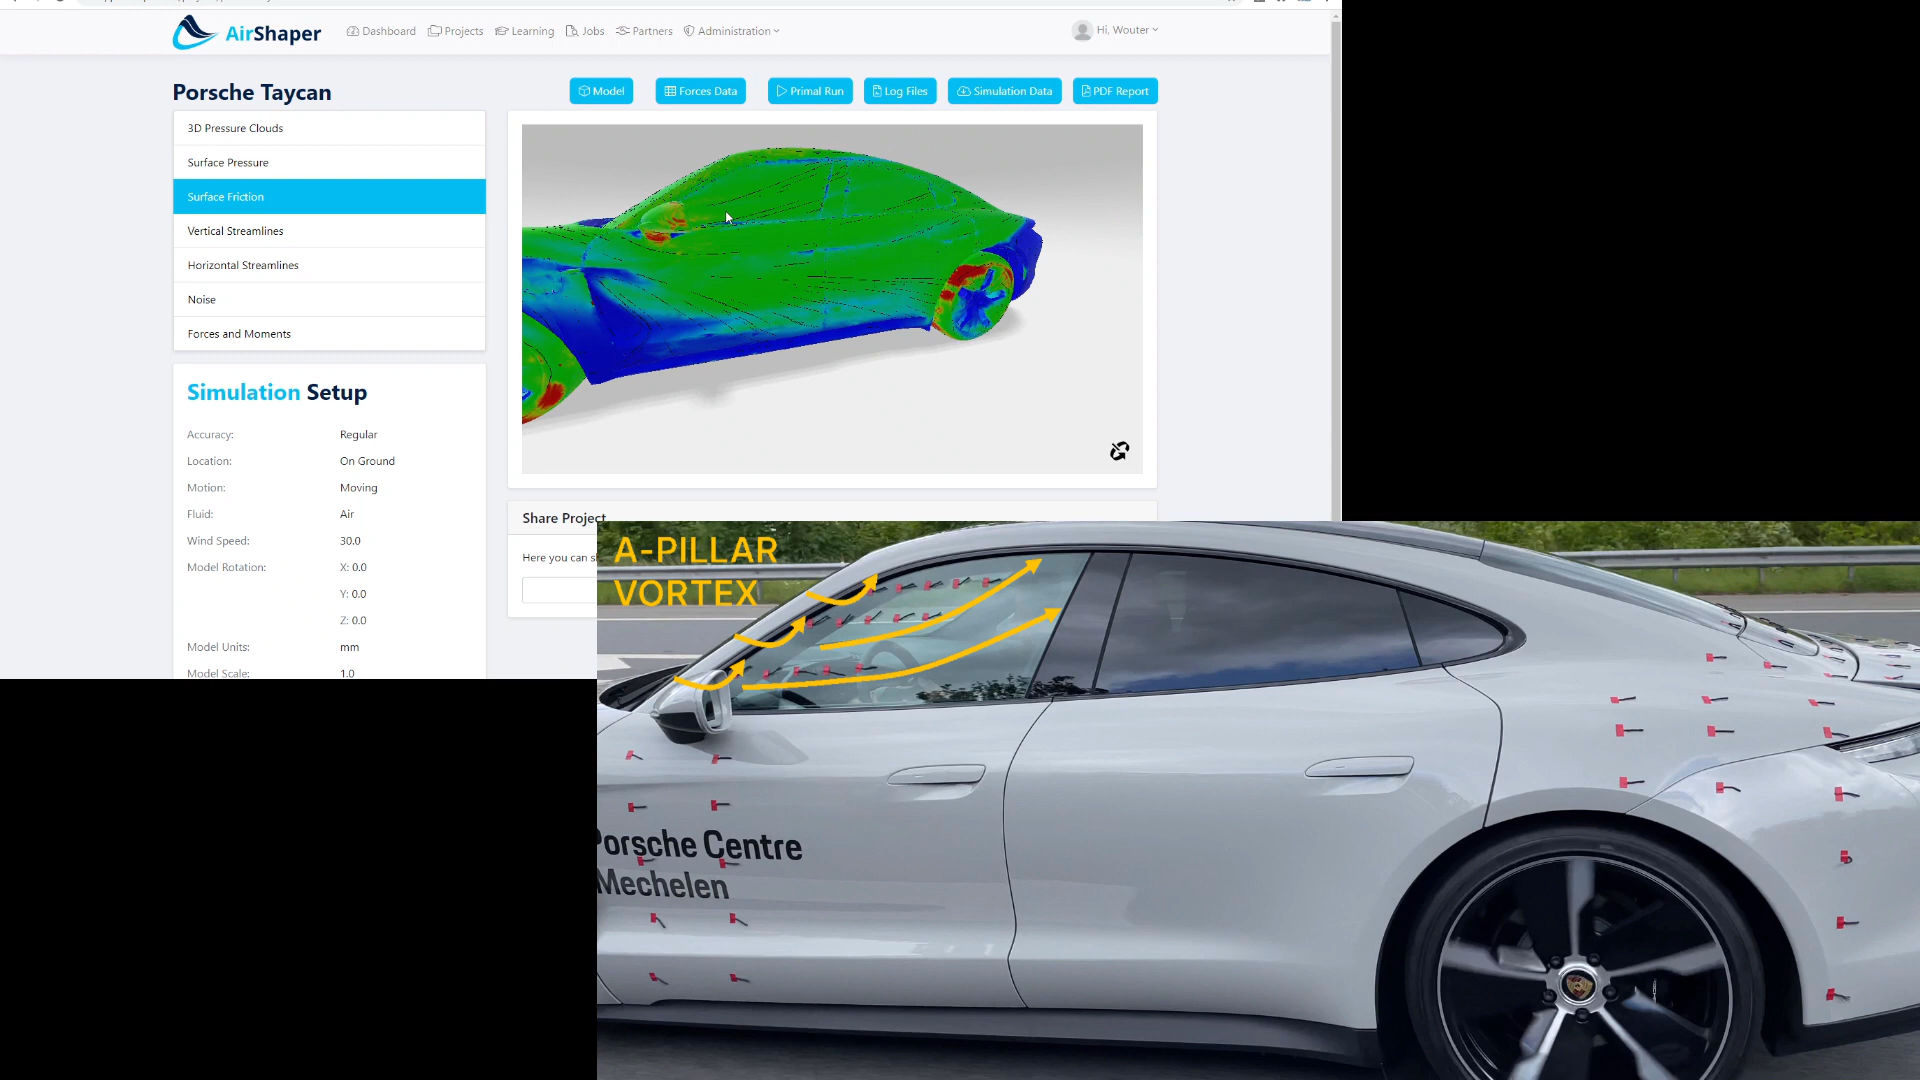 AirShaper
Dashboard
Projects
Learning
Jobs
Partners
Administration
Hi, Wouter
Porsche Taycan
Model
Forces Data
Primal Run
Log Files
Simulation Data
PDF Report
3D Pressure Clouds
Surface Pressure
Surface Friction
Vertical Streamlines
Horizontal Streamlines
Noise
Forces and Moments
Simulation Setup
Accuracy: Regular
Location: On Ground
Motion: Moving
Fluid: Air
Wind Speed: 30.0
Model Rotation: X: 0.0
Y: 0.0
Z: 0.0
Model Units: mm
Model Scale: 1.0
Share Project
Here you can
A-PILLAR
VORTEX
Porsche Centre
Mechelen